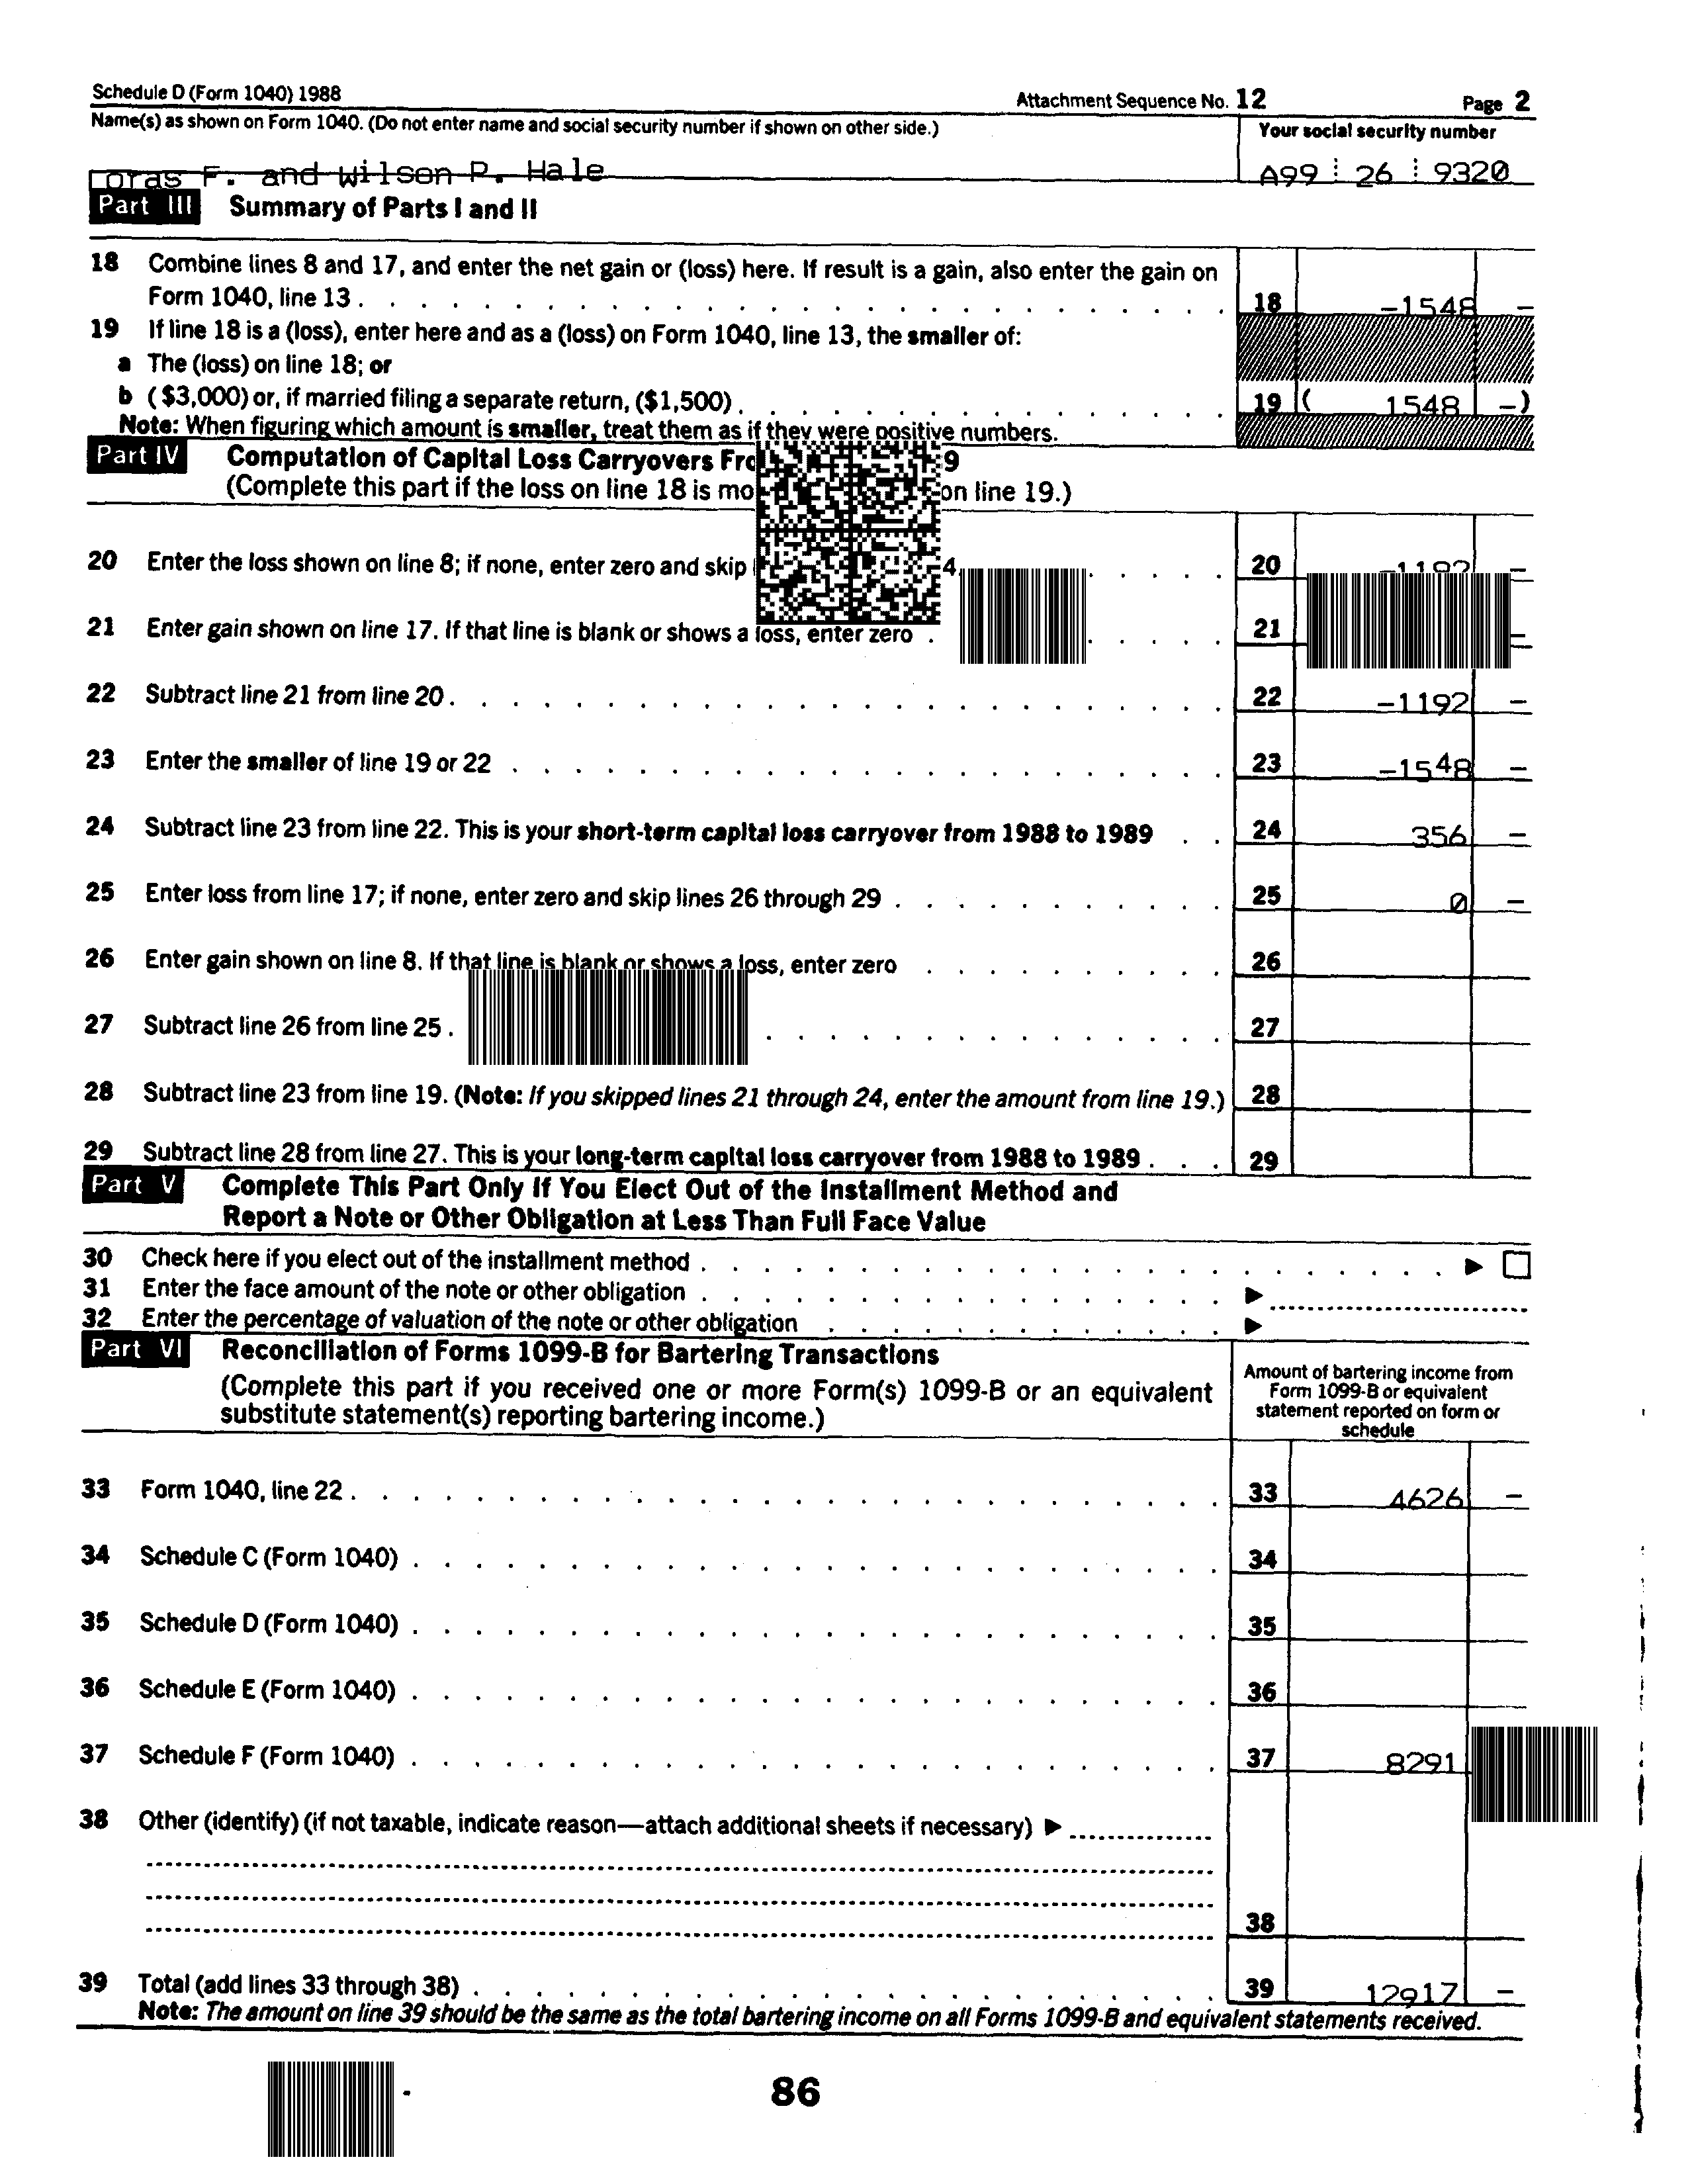 Schedule D (Form 1040) 1988 Attachment Sequence No. 12 Page 2
Name(s) as shown on Form 1040. (Do not enter name and social security number if shown on other side.) Your social security number
F. and Wilson P. Hale A99 26 9320
Part III Summary of Parts I and II
18 Combine lines 8 and 17, and enter the net gain or (loss) here. If result is a gain, also enter the gain on
Form 1040, line 13 . . . 18 -1548 -
19 If line 18 is a (loss), enter here and as a (loss) on Form 1040, line 13, the smaller of:
a The (loss) on line 18; or
b ($3,000) or, if married filing a separate return, ($1,500) . . . 19 ( 1548 -)
Note: When figuring which amount is smaller, treat them as if they were positive numbers.
Part IV Computation of Capital Loss Carryovers 9
(Complete this part if the loss on line 18 is on line 19.)
20 Enter the loss shown on line 8; if none, enter zero and skip 4 . . . 20 -
21 Enter gain shown on line 17. If that line is blank or shows a loss, enter zero . . . 21 -
22 Subtract line 21 from line 20 . . . 22 -1192 -
23 Enter the smaller of line 19 or 22 . . . 23 -1548 -
24 Subtract line 23 from line 22. This is your short-term capital loss carryover from 1988 to 1989 . . 24 356 -
25 Enter loss from line 17; if none, enter zero and skip lines 26 through 29 . . . 25 0 -
26 Enter gain shown on line 8. If that line is blank or shows a loss, enter zero . . . 26
27 Subtract line 26 from line 25 . . . 27
28 Subtract line 23 from line 19. (Note: If you skipped lines 21 through 24, enter the amount from line 19.) 28
29 Subtract line 28 from line 27. This is your long-term capital loss carryover from 1988 to 1989 . . . 29
Part V Complete This Part Only If You Elect Out of the Installment Method and
Report a Note or Other Obligation at Less Than Full Face Value
30 Check here if you elect out of the installment method . . . ▶ ☐
31 Enter the face amount of the note or other obligation . . . ▶
32 Enter the percentage of valuation of the note or other obligation . . . ▶
Part VI Reconciliation of Forms 1099-B for Bartering Transactions
(Complete this part if you received one or more Form(s) 1099-B or an equivalent
substitute statement(s) reporting bartering income.)
Amount of bartering income from
Form 1099-B or equivalent
statement reported on form or
schedule
33 Form 1040, line 22 . . . 33 4626 -
34 Schedule C (Form 1040) . . . 34
35 Schedule D (Form 1040) . . . 35
36 Schedule E (Form 1040) . . . 36
37 Schedule F (Form 1040) . . . 37 8291
38 Other (identify) (if not taxable, indicate reason—attach additional sheets if necessary) ▶
38
39 Total (add lines 33 through 38) . . . 39 12917 -
Note: The amount on line 39 should be the same as the total bartering income on all Forms 1099-B and equivalent statements received.
86